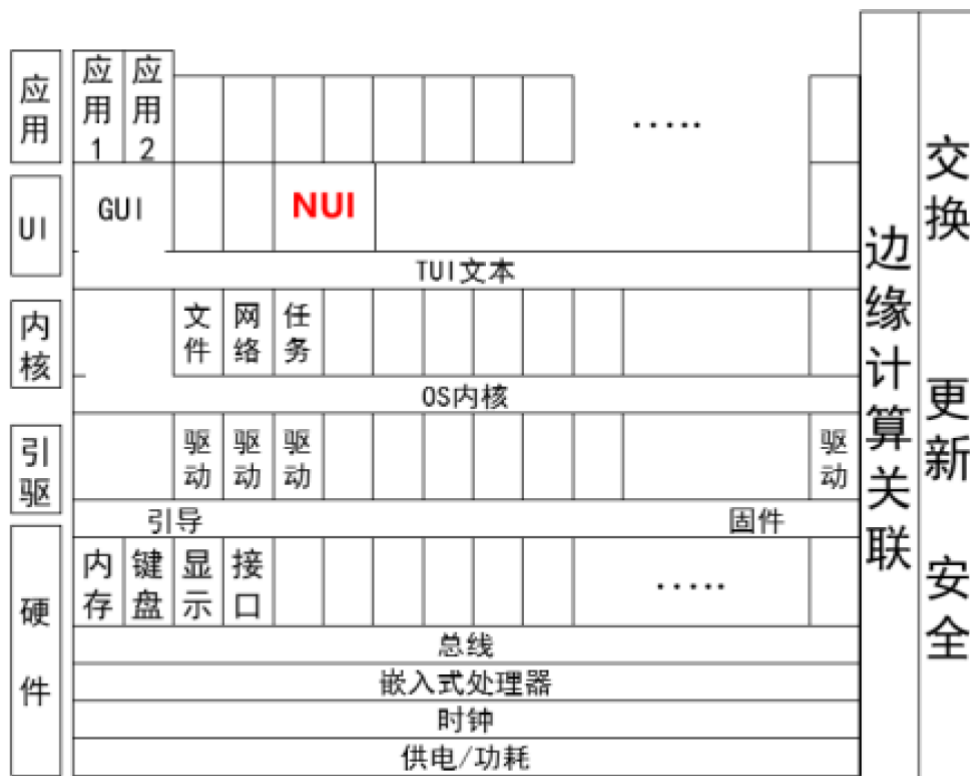 应用
应用1
应用2
.....
UI
GUI
NUI
TUI文本
内核
文件
网络
任务
OS内核
引驱
驱动
驱动
驱动
驱动
引导
固件
硬件
内存
键盘
显示
接口
.....
总线
嵌入式处理器
时钟
供电/功耗
边缘计算关联
交换
更新
安全